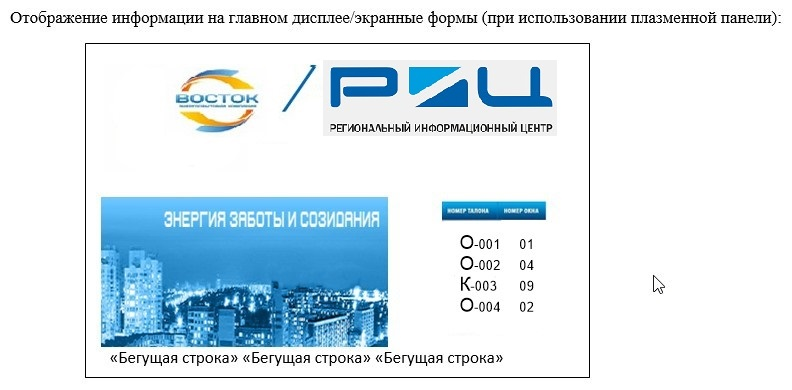 Отображение информации на главном дисплее/экранные формы (при использовании плазменной панели):
ВОСТОК
/ РИЦ
РЕГИОНАЛЬНЫЙ ИНФОРМАЦИОННЫЙ ЦЕНТР
ЭНЕРГИЯ ЗАБОТЫ И СОЗИДАНИЯ
НОМЕР ТАЛОНА НОМЕР ОКНА
О-001 01
О-002 04
К-003 09
О-004 02
«Бегущая строка» «Бегущая строка» «Бегущая строка»